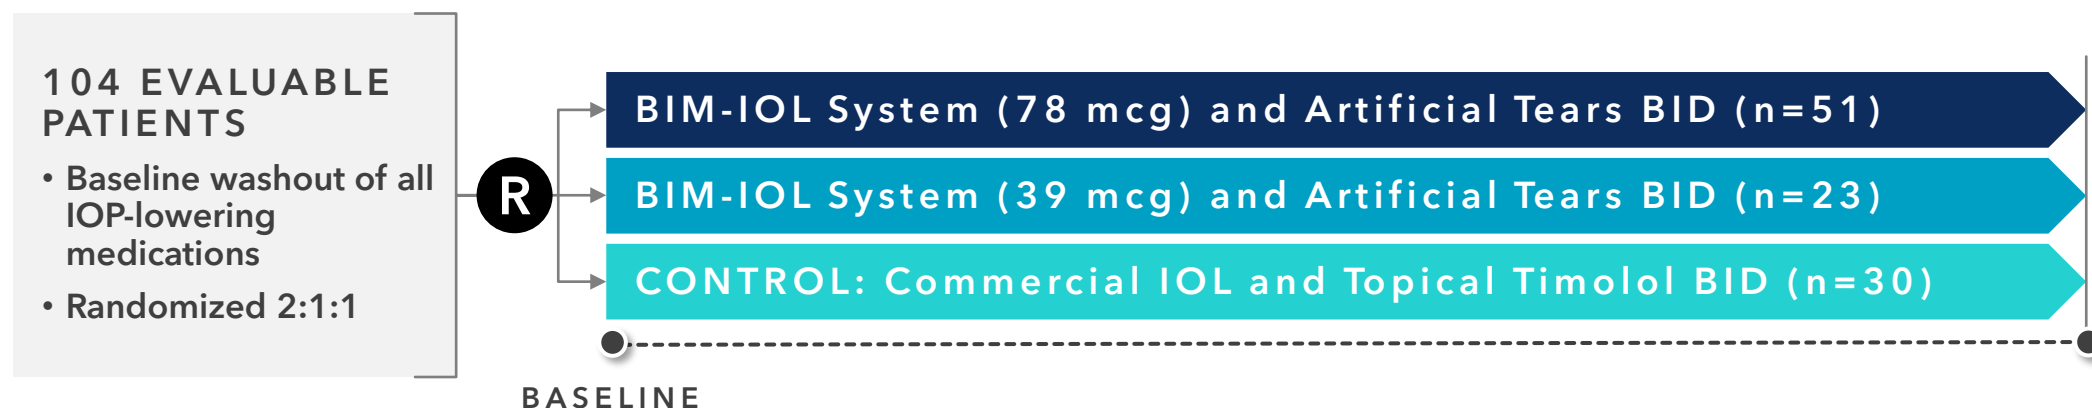 104 EVALUABLE
PATIENTS
• Baseline washout of all
IOP-lowering
medications
• Randomized 2:1:1
R
BIM-IOL System (78 mcg) and Artificial Tears BID (n=51)
BIM-IOL System (39 mcg) and Artificial Tears BID (n=23)
CONTROL: Commercial IOL and Topical Timolol BID (n=30)
BASELINE